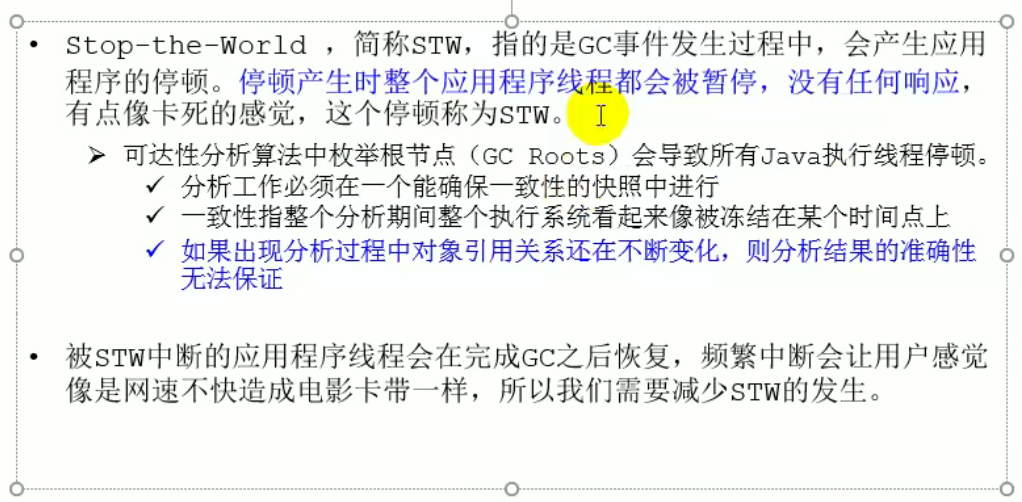 • Stop-the-World ，简称STW，指的是GC事件发生过程中，会产生应用
程序的停顿。停顿产生时整个应用程序线程都会被暂停，没有任何响应，
有点像卡死的感觉，这个停顿称为STW。
➢ 可达性分析算法中枚举根节点（GC Roots）会导致所有Java执行线程停顿。
✓ 分析工作必须在一个能确保一致性的快照中进行
✓ 一致性指整个分析期间整个执行系统看起来像被冻结在某个时间点上
✓ 如果出现分析过程中对象引用关系还在不断变化，则分析结果的准确性
无法保证
• 被STW中断的应用程序线程会在完成GC之后恢复，频繁中断会让用户感觉
像是网速不快造成电影卡带一样，所以我们需要减少STW的发生。